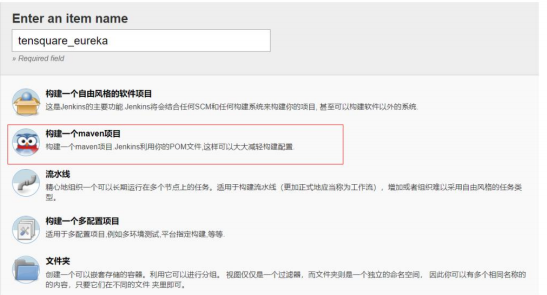 Enter an item name
tensquare_eureka
» Required field
构建一个自由风格的软件项目
这是Jenkins的主要功能.Jenkins将会结合任何SCM和任何构建系统来构建你的项目, 甚至可以构建软件以外的系统.
构建一个maven项目
构建一个maven项目.Jenkins利用你的POM文件,这样可以大大减轻构建配置.
流水线
精心地组织一个可以长期运行在多个节点上的任务。适用于构建流水线（更加正式地应当称为工作流），增加或者组织难以采用自由风格的任务类
型。
构建一个多配置项目
适用于多配置项目,例如多环境测试,平台指定构建,等等.
文件夹
创建一个可以嵌套存储的容器。利用它可以进行分组。 视图仅仅是一个过滤器，而文件夹则是一个独立的命名空间， 因此你可以有多个相同名称的
的内容，只要它们在不同的文件 夹里即可。